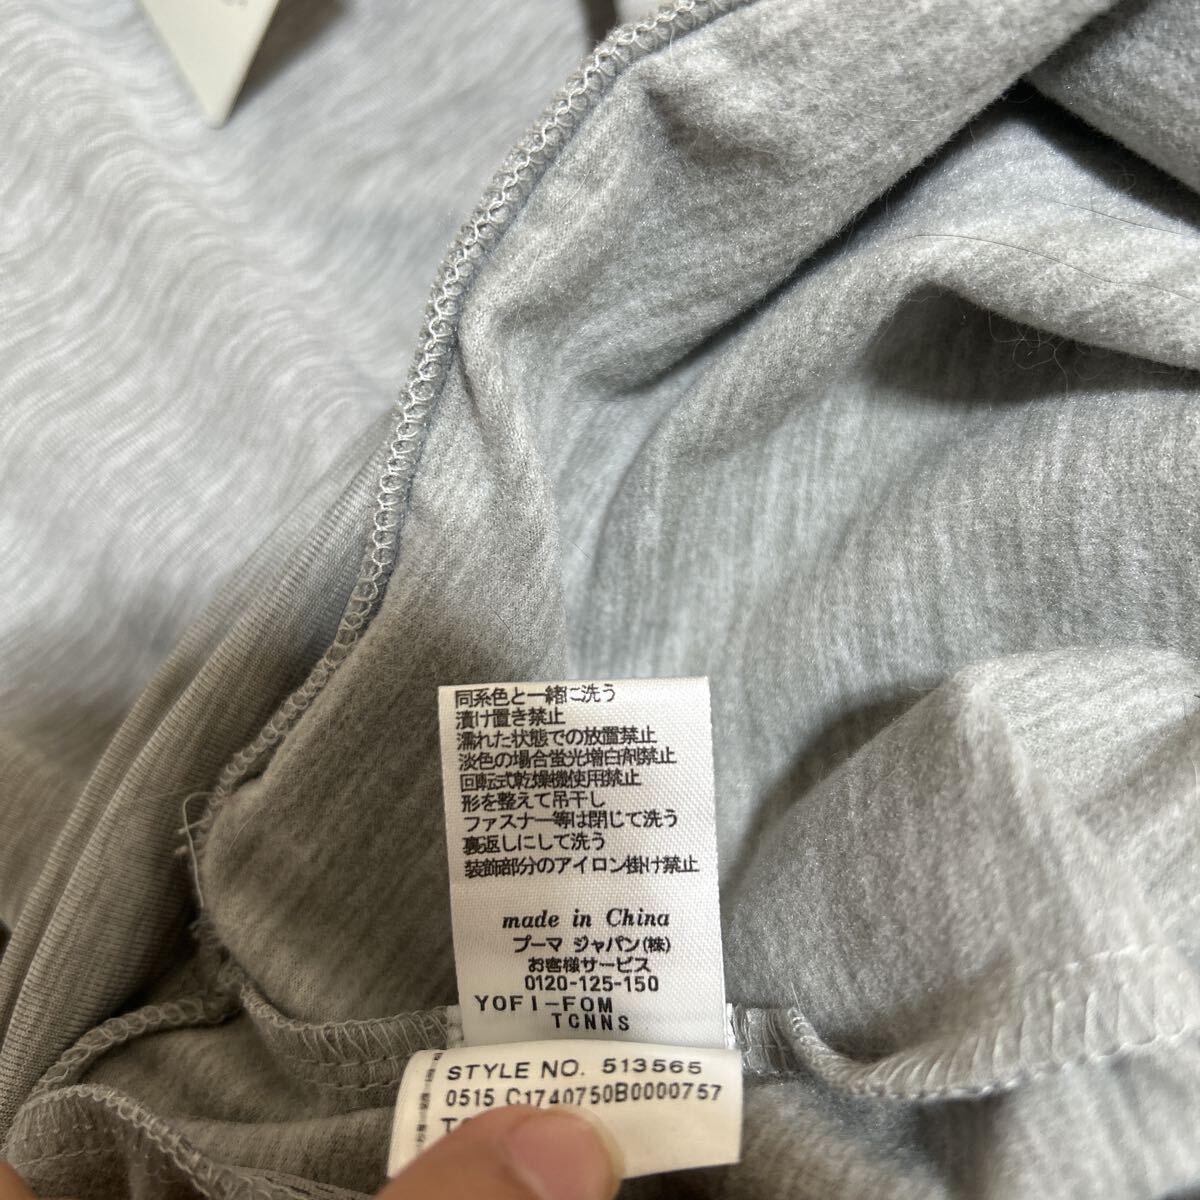 同系色と一緒に洗う
漬け置き禁止
濡れた状態での放置禁止
淡色の場合蛍光増白剤禁止
回転式乾燥機使用禁止
形を整えて吊干し
ファスナー等は閉じて洗う
裏返しにして洗う
装飾部分のアイロン掛け禁止
made in China
プーマ ジャパン(株)
お客様サービス
0120-125-150
YOFI-FOM
TCNNS
STYLE NO. 513565
0515 C1740750B0000757